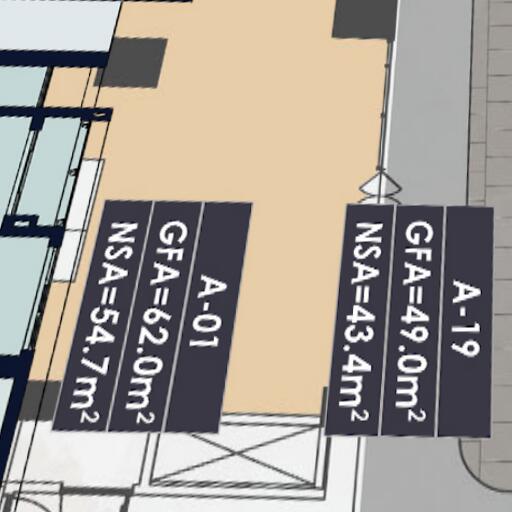 A-01
GFA=62.0m²
NSA=54.7m²
A-19
GFA=49.0m²
NSA=43.4m²